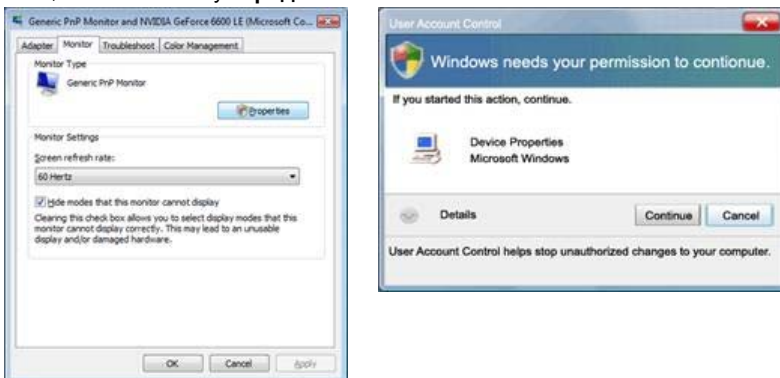 Generic PnP Monitor and NVIDIA GeForce 6600 LE (Microsoft Co...
Adapter Monitor Troubleshoot Color Management
Monitor Type
Generic PnP Monitor
Properties
Monitor Settings
Screen refresh rate:
60 Hertz
Hide modes that this monitor cannot display
Clearing this check box allows you to select display modes that this
monitor cannot display correctly. This may lead to an unusable
display and/or damaged hardware.
OK Cancel Apply
User Account Control
Windows needs your permission to contionue.
If you started this action, continue.
Device Properties
Microsoft Windows
Details Continue Cancel
User Account Control helps stop unauthorized changes to your computer.